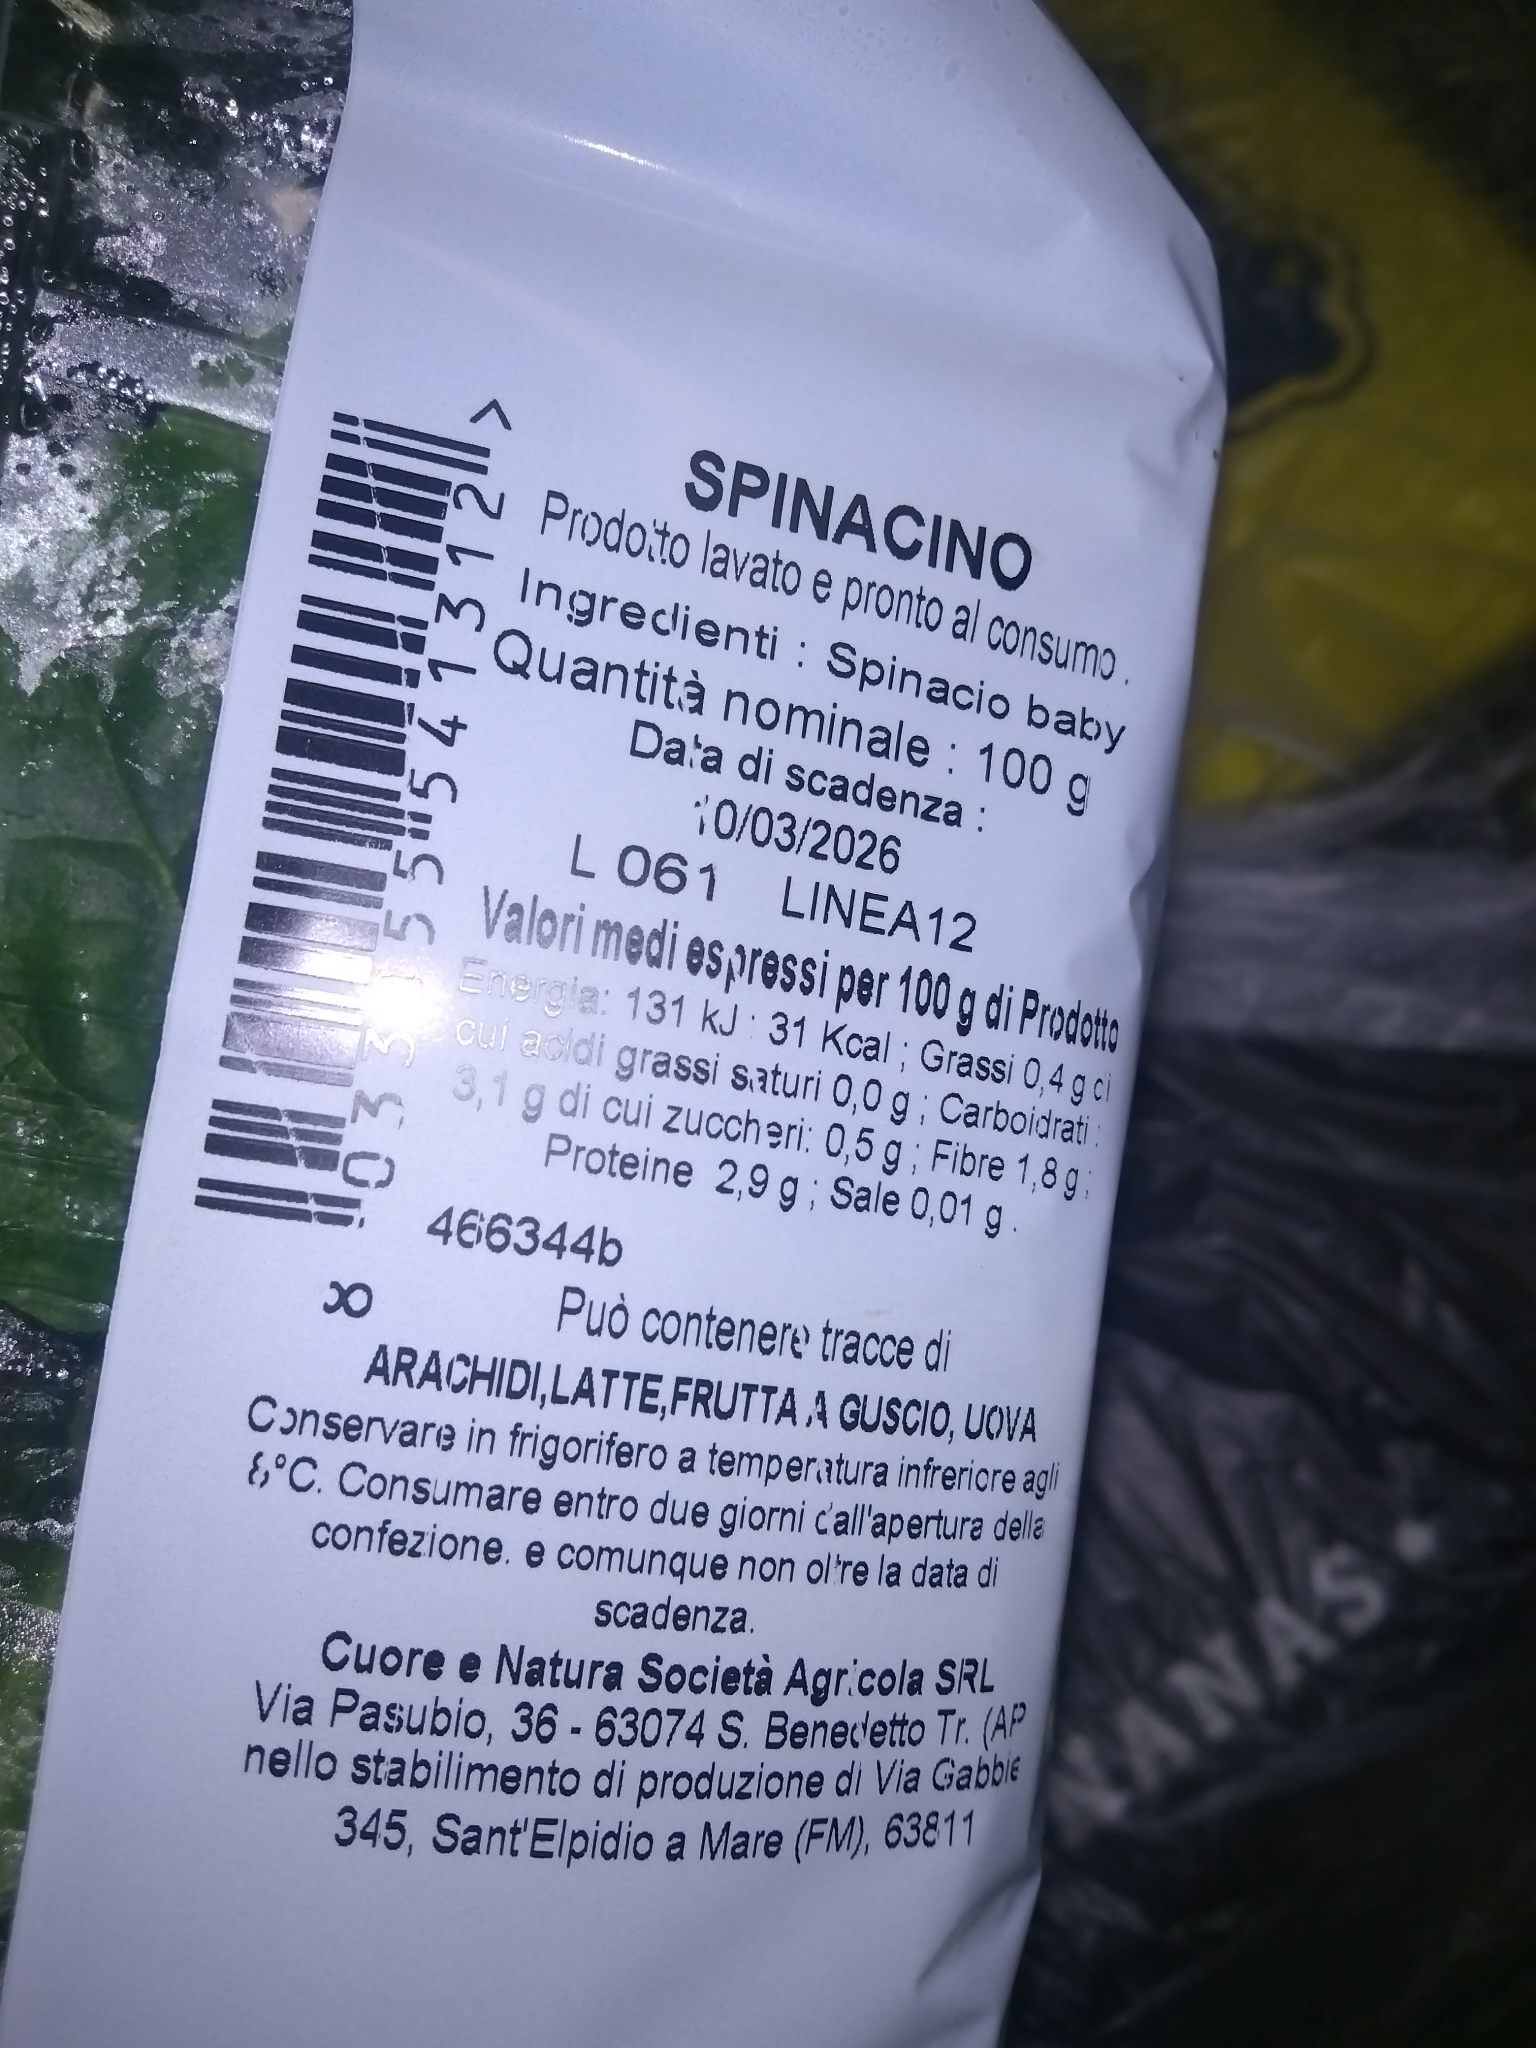 SPINACINO
Prodotto lavato e pronto al consumo.
Ingredienti : Spinacio baby
Quantità nominale : 100 g
Data di scadenza :
10/03/2026
L 061 LINEA12
Valori medi espressi per 100 g di Prodotto
Energia: 131 kJ : 31 Kcal ; Grassi 0,4 g di
cui acidi grassi saturi 0,0 g ; Carboidrati :
3,1 g di cui zuccheri: 0,5 g ; Fibre 1,8 g ;
Proteine 2,9 g ; Sale 0,01 g .
466344b
8
Può contenere tracce di
ARACHIDI,LATTE,FRUTTA A GUSCIO, UOVA
Conservare in frigorifero a temperatura infreriore agli
8°C. Consumare entro due giorni dall'apertura della
confezione. e comunque non oltre la data di
scadenza.
Cuore e Natura Società Agricola SRL
Via Pasubio, 36 - 63074 S. Benedetto Tr. (AP
nello stabilimento di produzione di Via Gabbie
345, Sant'Elpidio a Mare (FM), 63811